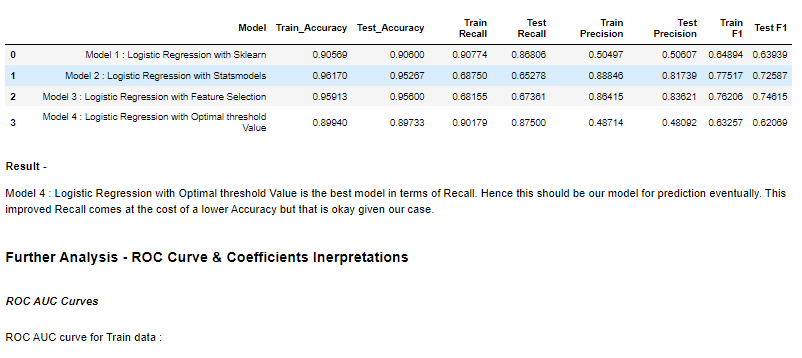 Model Train_Accuracy Test_Accuracy Train Recall Test Recall Train Precision Test Precision Train F1 Test F1
0 Model 1 : Logistic Regression with Sklearn 0.90569 0.90600 0.90774 0.86806 0.50497 0.50607 0.64894 0.63939
1 Model 2 : Logistic Regression with Statsmodels 0.96170 0.95267 0.68750 0.65278 0.88846 0.81739 0.77517 0.72587
2 Model 3 : Logistic Regression with Feature Selection 0.95913 0.95600 0.68155 0.67361 0.86415 0.83621 0.76206 0.74615
3 Model 4 : Logistic Regression with Optimal threshold Value 0.89940 0.89733 0.90179 0.87500 0.48714 0.48092 0.63257 0.62069
Result -
Model 4 : Logistic Regression with Optimal threshold Value is the best model in terms of Recall. Hence this should be our model for prediction eventually. This
improved Recall comes at the cost of a lower Accuracy but that is okay given our case.
Further Analysis - ROC Curve & Coefficients Inerpretations
ROC AUC Curves
ROC AUC curve for Train data :